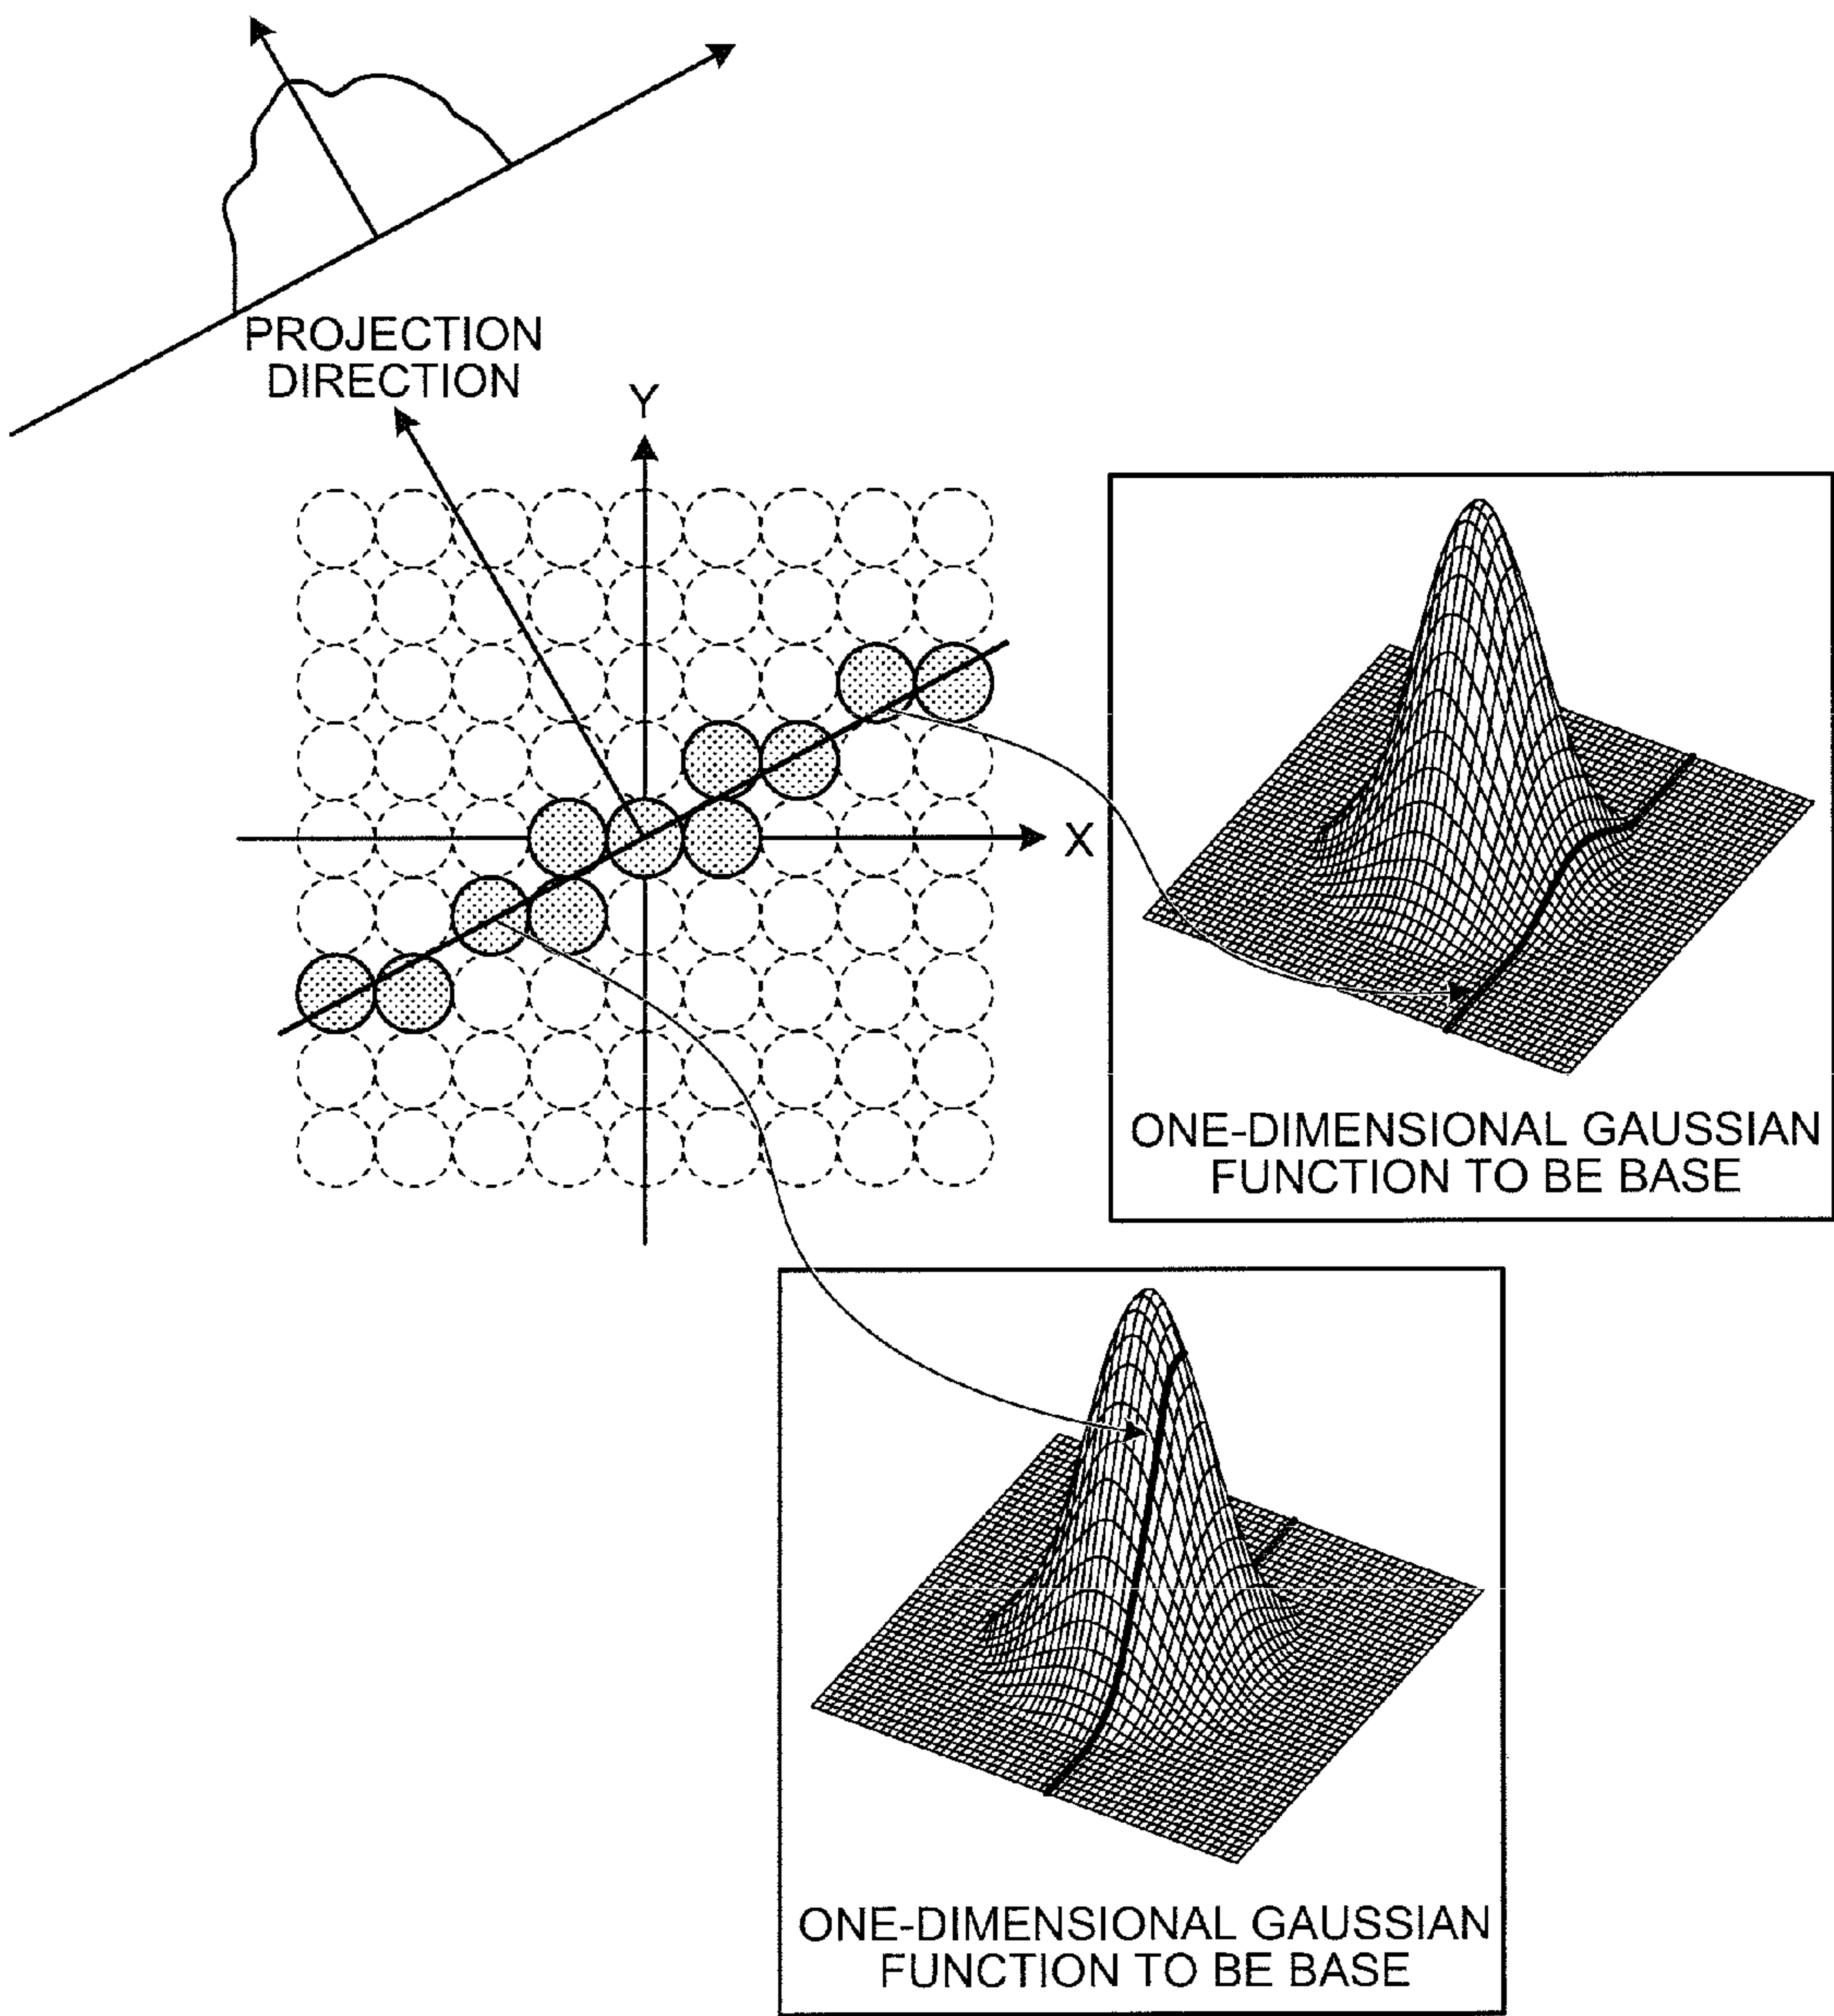 PROJECTION
DIRECTION
Y
X
ONE-DIMENSIONAL GAUSSIAN
FUNCTION TO BE BASE
ONE-DIMENSIONAL GAUSSIAN
FUNCTION TO BE BASE